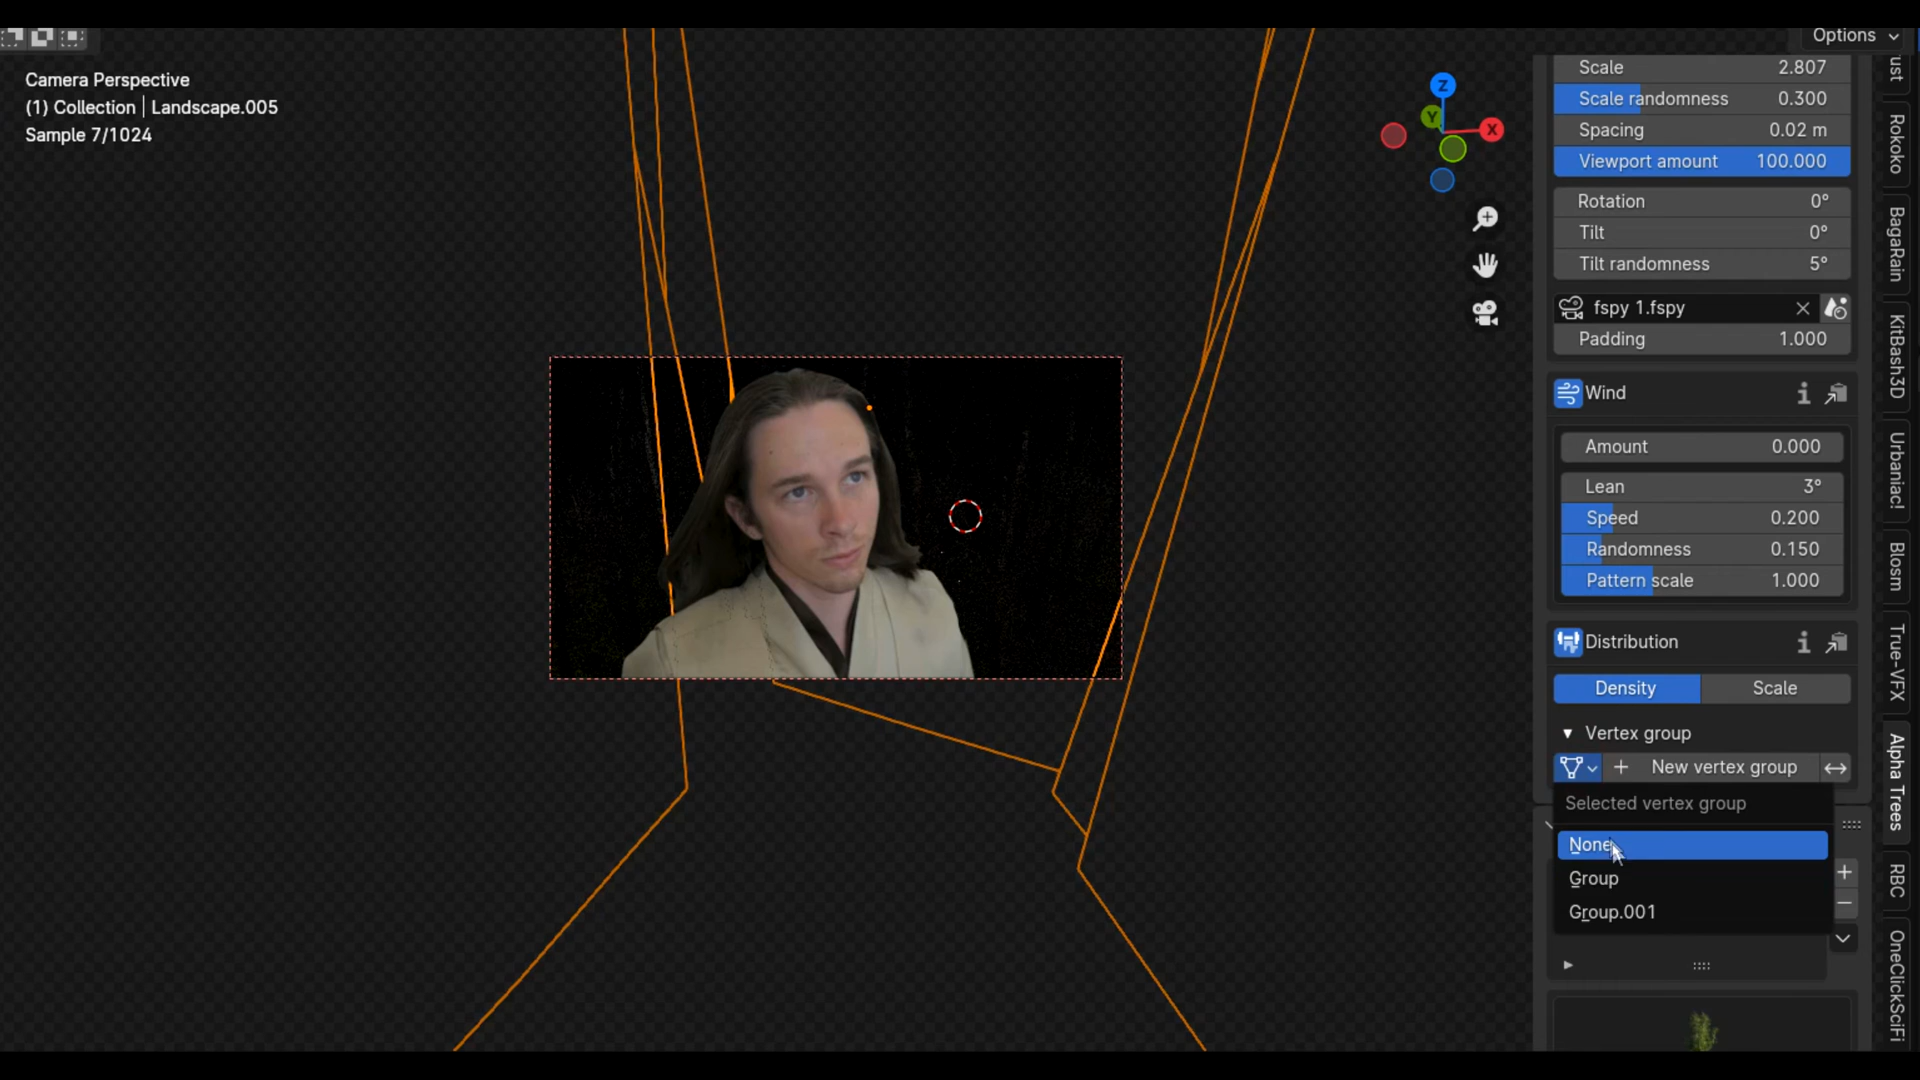 Options
Camera Perspective
(1) Collection | Landscape.005
Sample 7/1024
Z
Y
X
Scale 2.807
Scale randomness 0.300
Spacing 0.02 m
Viewport amount 100.000
Rotation 0°
Tilt 0°
Tilt randomness 5°
fspy 1.fspy
Padding 1.000
Wind
Amount 0.000
Lean 3°
Speed 0.200
Randomness 0.150
Pattern scale 1.000
Distribution
Density Scale
Vertex group
New vertex group
Selected vertex group
None
Group
Group.001
ust
Rokoko
BagaRain
KitBash3D
Urbaniac!
Blosm
True-VFX
Alpha Trees
RBC
OneClickSciFi